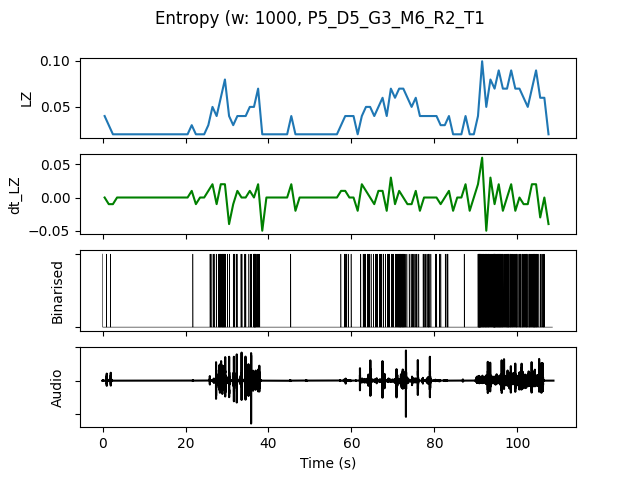 Entropy (w: 1000, P5_D5_G3_M6_R2_T1
0.10
0.05
LZ
0.05
0.00
−0.05
dt_LZ
Binarised
Audio
0 20 40 60 80 100
Time (s)